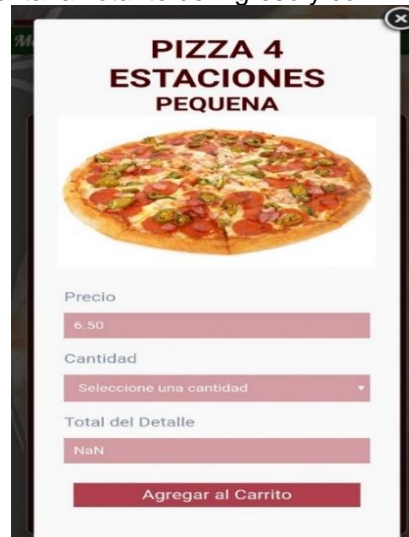 PIZZA 4
ESTACIONES
PEQUENA
Precio
6.50
Cantidad
Seleccione una cantidad
Total del Detalle
NaN
Agregar al Carrito